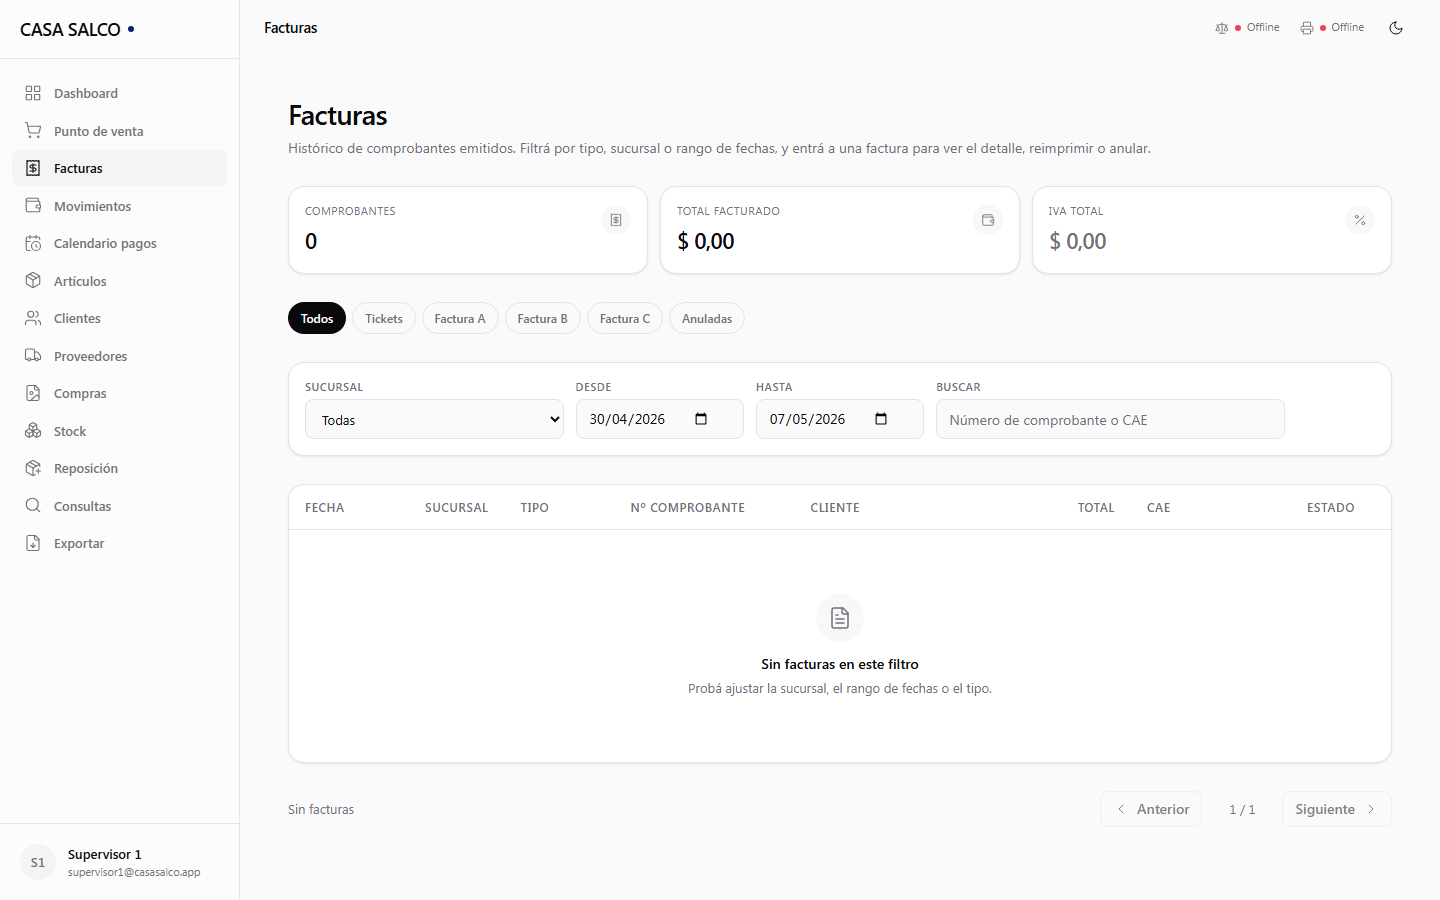 CASA SALCO
Facturas
Offline
Offline
Dashboard
Punto de venta
Facturas
Movimientos
Calendario pagos
Artículos
Clientes
Proveedores
Compras
Stock
Reposición
Consultas
Exportar
Supervisor 1
S1
supervisor1@casasalco.app
Facturas
Histórico de comprobantes emitidos. Filtrá por tipo, sucursal o rango de fechas, y entrá a una factura para ver el detalle, reimprimir o anular.
COMPROBANTES
0
TOTAL FACTURADO
$ 0,00
IVA TOTAL
$ 0,00
Todos Tickets Factura A Factura B Factura C Anuladas
SUCURSAL DESDE HASTA BUSCAR
Todas 30/04/2026 07/05/2026 Número de comprobante o CAE
FECHA SUCURSAL TIPO Nº COMPROBANTE CLIENTE TOTAL CAE ESTADO
Sin facturas en este filtro
Probá ajustar la sucursal, el rango de fechas o el tipo.
Sin facturas Anterior 1 / 1 Siguiente